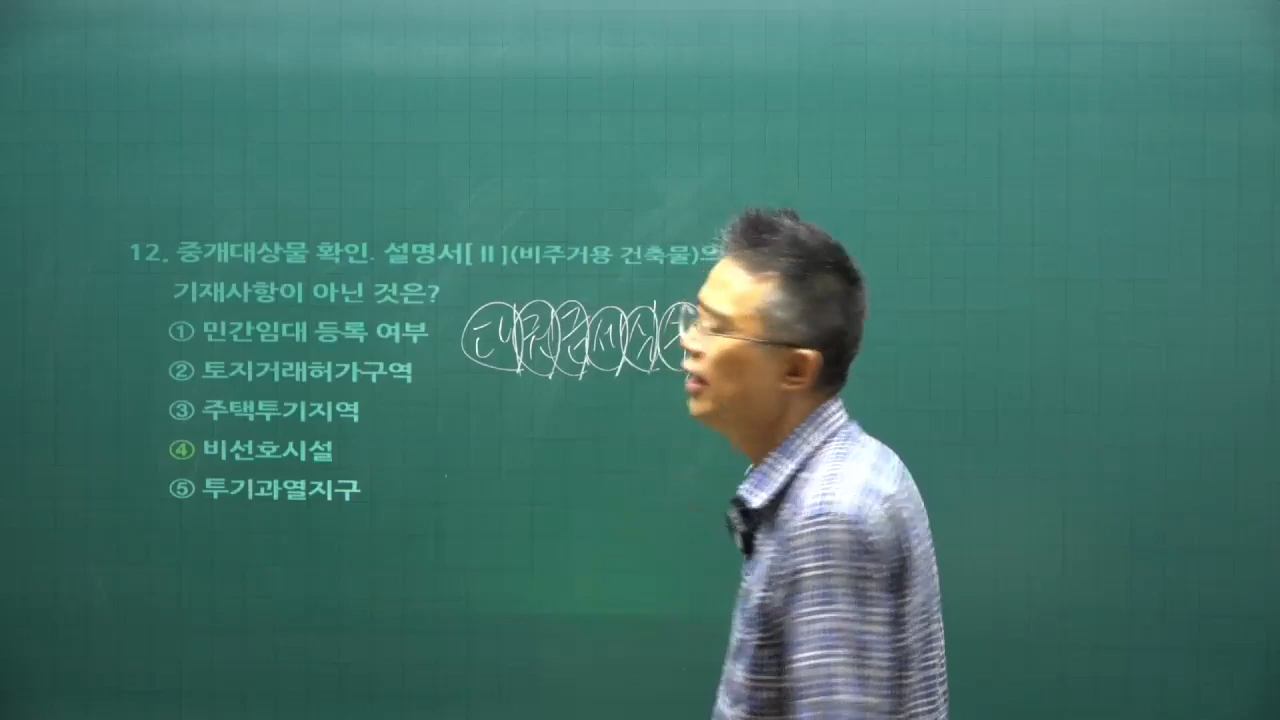 12. 중개대상물 확인. 설명서[ Ⅱ ](비주거용 건축물)의
기재사항이 아닌 것은?
① 민간임대 등록 여부
② 토지거래허가구역
③ 주택투기지역
④ 비선호시설
⑤ 투기과열지구